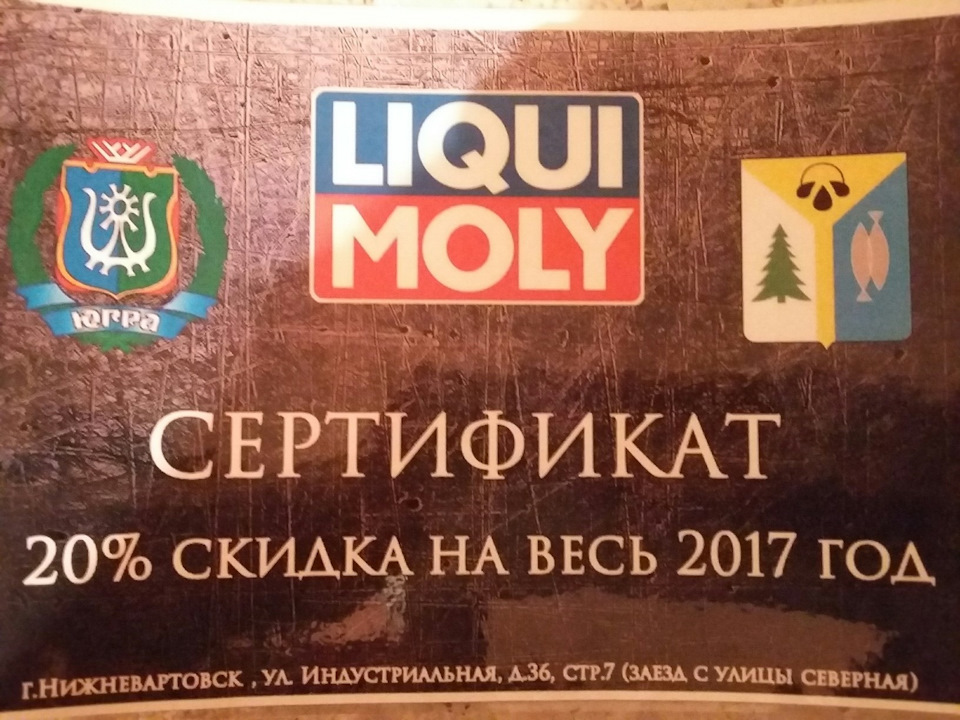 LIQUI
MOLY
Югра
СЕРТИФИКАТ
20% СКИДКА НА ВЕСЬ 2017 ГОД
Г.НИЖНЕВАРТОВСК , УЛ. ИНДУСТРИАЛЬНАЯ, Д.36, СТР.7 (ЗАЕЗД С УЛИЦЫ СЕВЕРНАЯ)